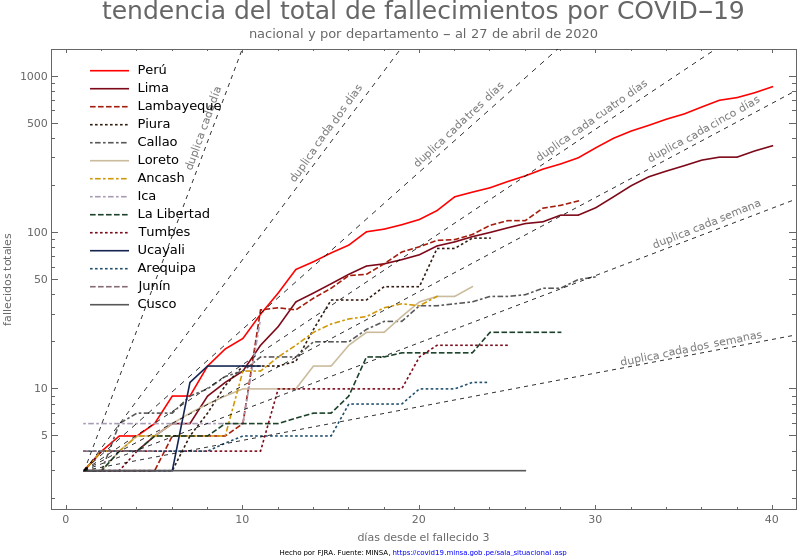 tendencia del total de fallecimientos por COVID−19
nacional y por departamento − al 27 de abril de 2020
fallecidos totales
1000
500
100
50
10
5
Perú
Lima
Lambayeque
Piura
Callao
Loreto
Ancash
Ica
La Libertad
Tumbes
Ucayali
Arequipa
Junín
Cusco
duplica cada día
duplica cada dos días
duplica cada tres días
duplica cada cuatro días
duplica cada cinco días
duplica cada semana
duplica cada dos semanas
0
10
20
30
40
días desde el fallecido 3
Hecho por FJRA. Fuente: MINSA, https://covid19.minsa.gob.pe/sala_situacional.asp